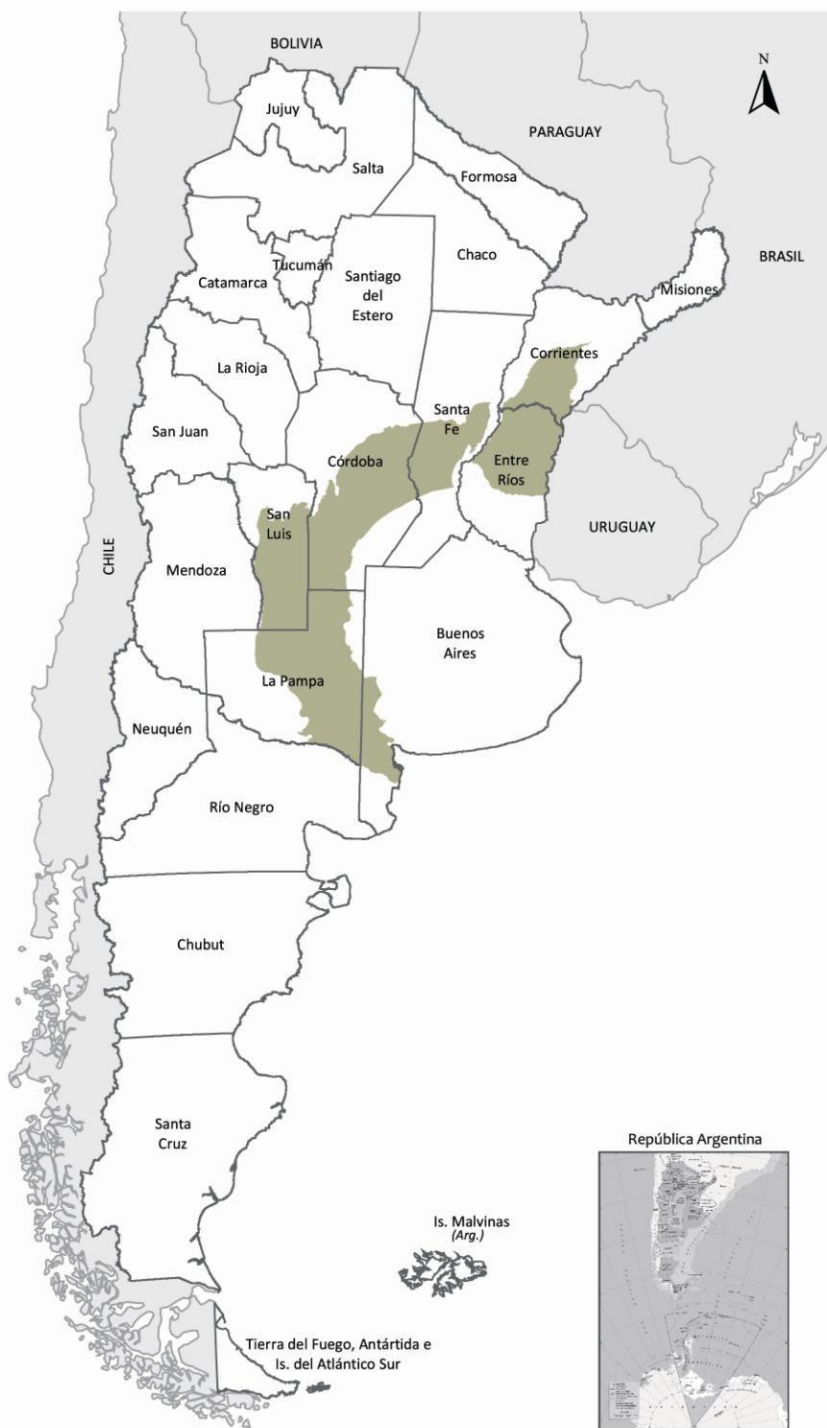 BOLIVIA
N
Jujuy
PARAGUAY
Salta
Formosa
Chaco
BRASIL
Tucumán
Catamarca
Santiago
del
Estero
Misiones
Corrientes
La Rioja
Santa
Fe
San Juan
Córdoba
Entre
Ríos
San
Luis
URUGUAY
CHILE
Mendoza
Buenos
Aires
La Pampa
Neuquén
Río Negro
Chubut
Santa
Cruz
República Argentina
Is. Malvinas
(Arg.)
Tierra del Fuego, Antártida e
Is. del Atlántico Sur